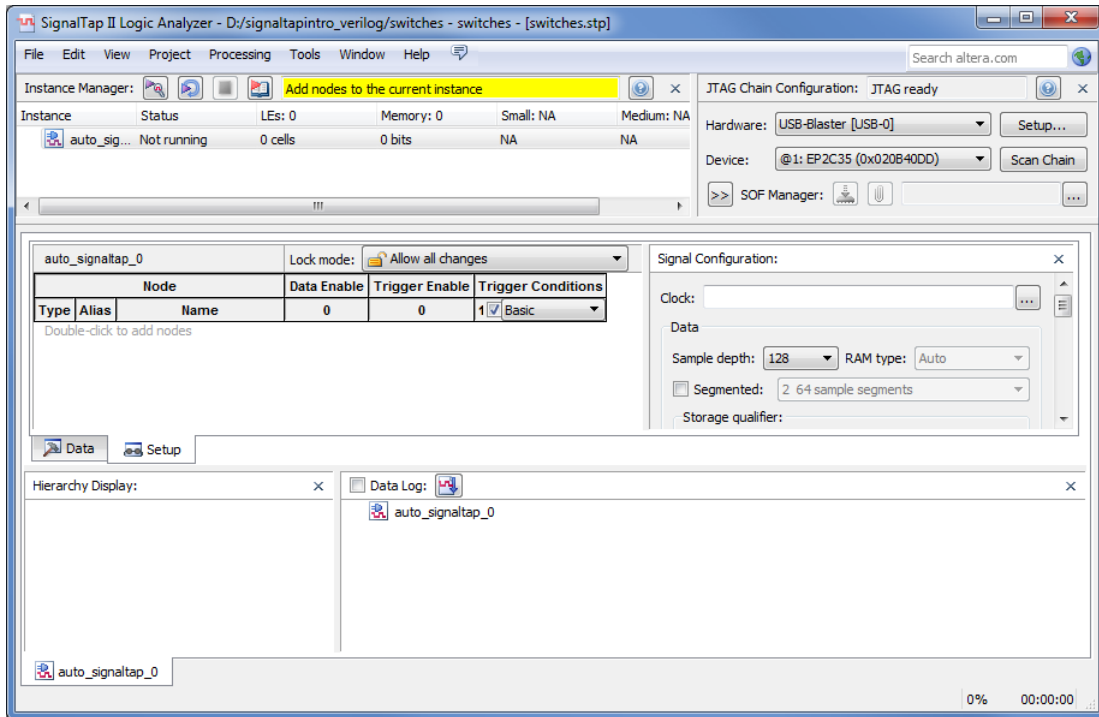 SignalTap II Logic Analyzer - D:/signaltapintro_verilog/switches - switches - [switches.stp]
File Edit View Project Processing Tools Window Help Search altera.com
Instance Manager: Add nodes to the current instance
Instance Status LEs: 0 Memory: 0 Small: NA Medium: NA
auto_sig... Not running 0 cells 0 bits NA NA
JTAG Chain Configuration: JTAG ready
Hardware: USB-Blaster [USB-0] Setup...
Device: @1: EP2C35 (0x020B40DD) Scan Chain
>> SOF Manager: ...
auto_signaltap_0 Lock mode: Allow all changes
Node Data Enable Trigger Enable Trigger Conditions
Type Alias Name 0 0 1 Basic
Double-click to add nodes
Signal Configuration:
Clock: ...
Data
Sample depth: 128 RAM type: Auto
Segmented: 2 64 sample segments
Storage qualifier:
Data Setup
Hierarchy Display:
Data Log:
auto_signaltap_0
auto_signaltap_0
0% 00:00:00